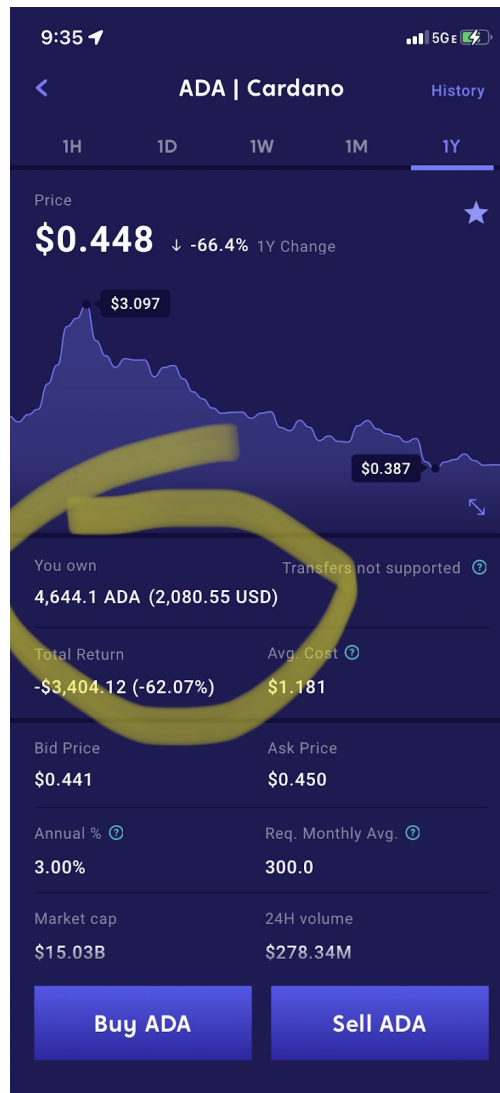 9:35 5GE
ADA | Cardano History
1H 1D 1W 1M 1Y
Price
$0.448 ↓ -66.4% 1Y Change
$3.097
$0.387
You own Transfers not supported ?
4,644.1 ADA (2,080.55 USD)
Total Return Avg. Cost ?
-$3,404.12 (-62.07%) $1.181
Bid Price Ask Price
$0.441 $0.450
Annual % ? Req. Monthly Avg. ?
3.00% 300.0
Market cap 24H volume
$15.03B $278.34M
Buy ADA Sell ADA